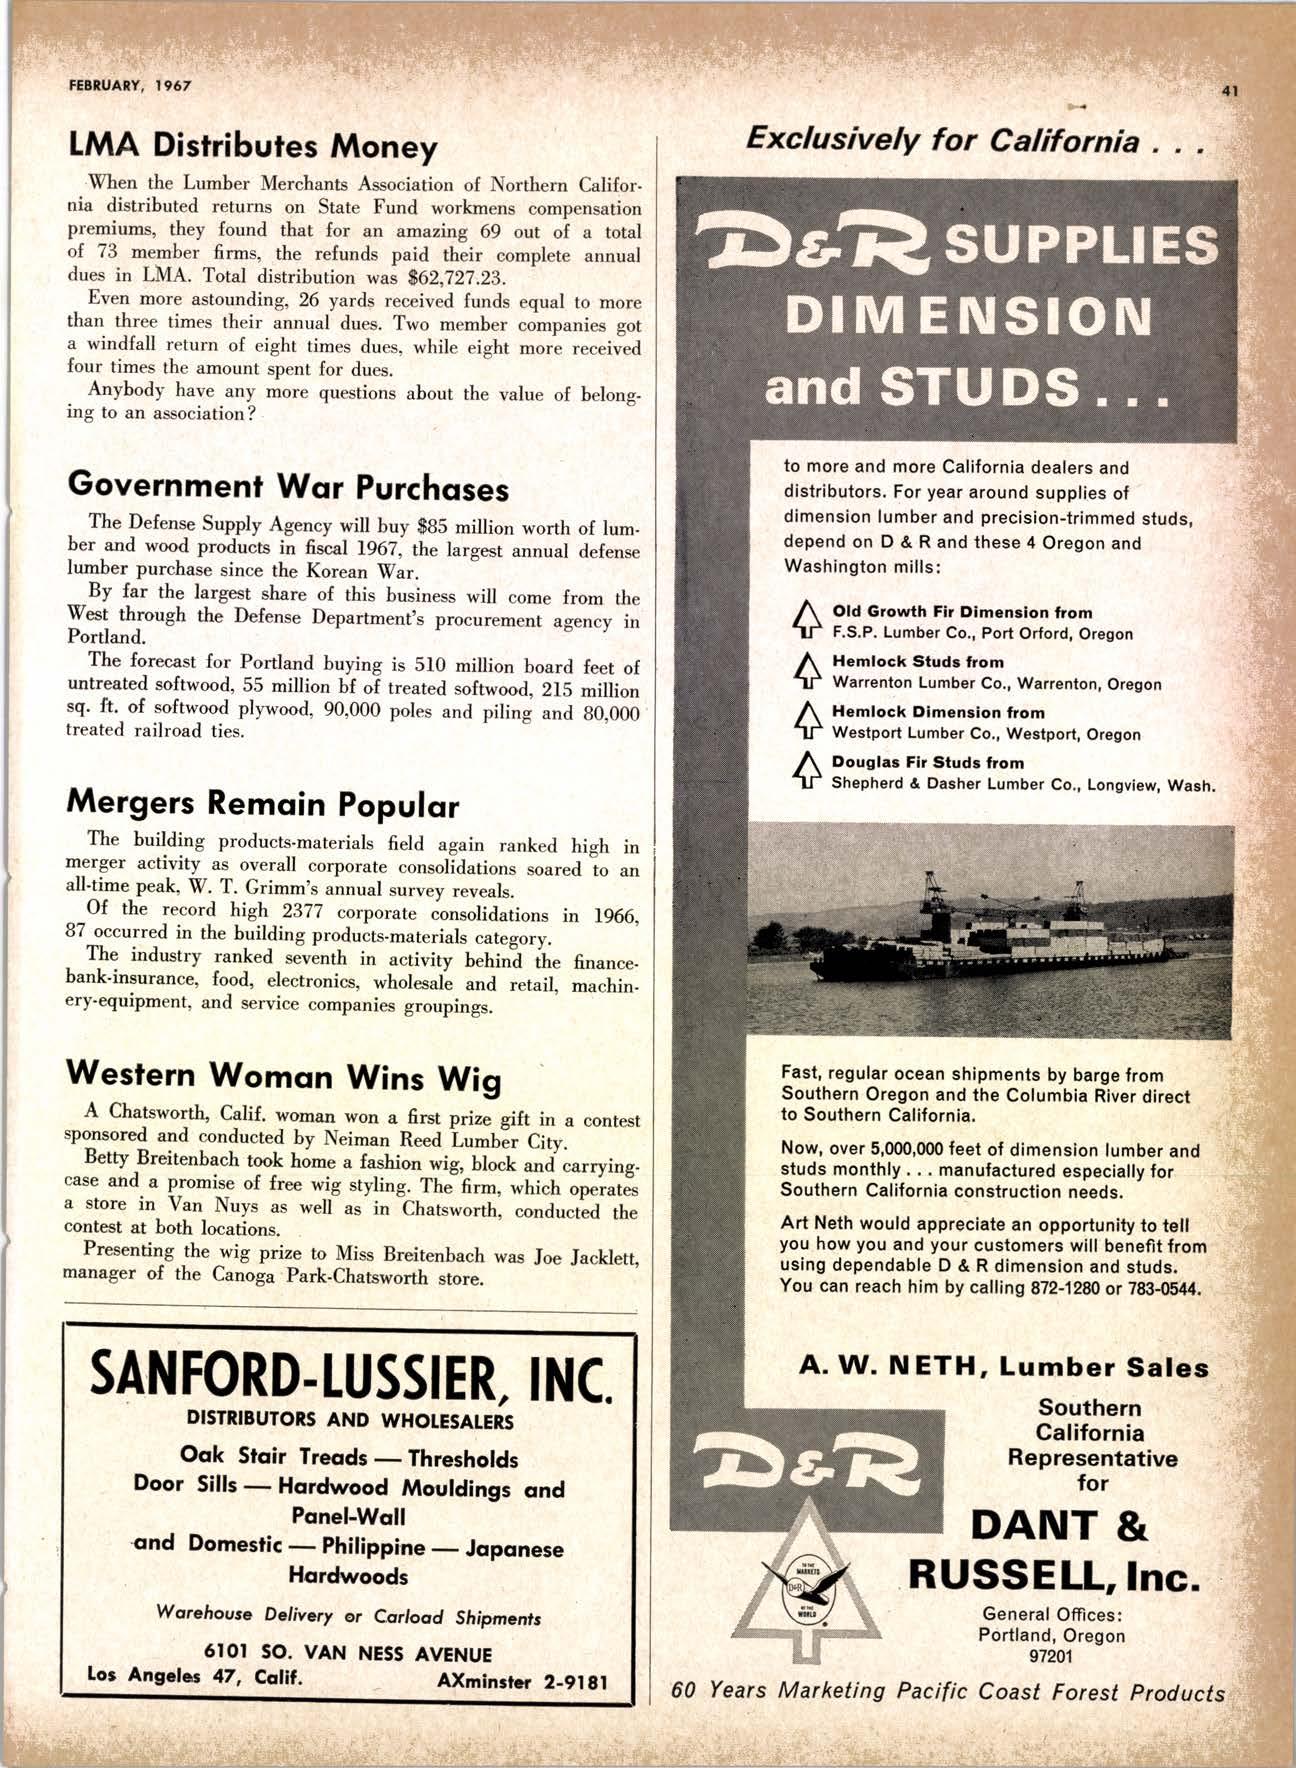 FEBRUARY, 1967
41
LMA Distributes Money
When the Lumber Merchants Association of Northern Califor-
nia distributed returns on State Fund workmens compensation
premiums, they found that for an amazing 69 out of a total
of 73 member firms, the refunds paid their complete annual
dues in LMA. Total distribution was $62,727.23.
Even more astounding, 26 yards received funds equal to more
than three times their annual dues. Two member companies got
a windfall return of eight times dues, while eight more received
four times the amount spent for dues.
Anybody have any more questions about the value of belong-
ing to an association?
Government War Purchases
The Defense Supply Agency will buy $85 million worth of lum-
ber and wood products in fiscal 1967, the largest annual defense
lumber purchase since the Korean War.
By far the largest share of this business will come from the
West through the Defense Department's procurement agency in
Portland.
The forecast for Portland buying is 510 million board feet of
untreated softwood, 55 million bf of treated softwood, 215 million
sq. ft. of softwood plywood, 90,000 poles and piling and 80,000
treated railroad ties.
Mergers Remain Popular
The building products-materials field again ranked high in
merger activity as overall corporate consolidations soared to an
all-time peak, W. T. Grimm's annual survey reveals.
Of the record high 2377 corporate consolidations in 1966,
87 occurred in the building products-materials category.
The industry ranked seventh in activity behind the finance-
bank-insurance, food, electronics, wholesale and retail, machin-
ery-equipment, and service companies groupings.
Western Woman Wins Wig
A Chatsworth, Calif. woman won a first prize gift in a contest
sponsored and conducted by Neiman Reed Lumber City.
Betty Breitenbach took home a fashion wig, block and carrying-
case and a promise of free wig styling. The firm, which operates
a store in Van Nuys as well as in Chatsworth, conducted the
contest at both locations.
Presenting the wig prize to Miss Breitenbach was Joe Jacklett,
manager of the Canoga Park-Chatsworth store.
SANFORD-LUSSIER, INC.
DISTRIBUTORS AND WHOLESALERS
Oak Stair Treads — Thresholds
Door Sills — Hardwood Mouldings and
Panel-Wall
and Domestic — Philippine — Japanese
Hardwoods
Warehouse Delivery or Carload Shipments
6101 SO. VAN NESS AVENUE
Los Angeles 47, Calif. AXminster 2-9181
Exclusively for California . . .
D&R SUPPLIES
DIMENSION
and STUDS . . .
to more and more California dealers and
distributors. For year around supplies of
dimension lumber and precision-trimmed studs,
depend on D & R and these 4 Oregon and
Washington mills:
Old Growth Fir Dimension from
F.S.P. Lumber Co., Port Orford, Oregon
Hemlock Studs from
Warrenton Lumber Co., Warrenton, Oregon
Hemlock Dimension from
Westport Lumber Co., Westport, Oregon
Douglas Fir Studs from
Shepherd & Dasher Lumber Co., Longview, Wash.
Fast, regular ocean shipments by barge from
Southern Oregon and the Columbia River direct
to Southern California.
Now, over 5,000,000 feet of dimension lumber and
studs monthly . . . manufactured especially for
Southern California construction needs.
Art Neth would appreciate an opportunity to tell
you how you and your customers will benefit from
using dependable D & R dimension and studs.
You can reach him by calling 872-1280 or 783-0544.
A. W. NETH, Lumber Sales
Southern
California
Representative
for
DANT &
RUSSELL, Inc.
General Offices:
Portland, Oregon
97201
D&R
TO THE
MARKETS
D&R
OF THE
WORLD
60 Years Marketing Pacific Coast Forest Products